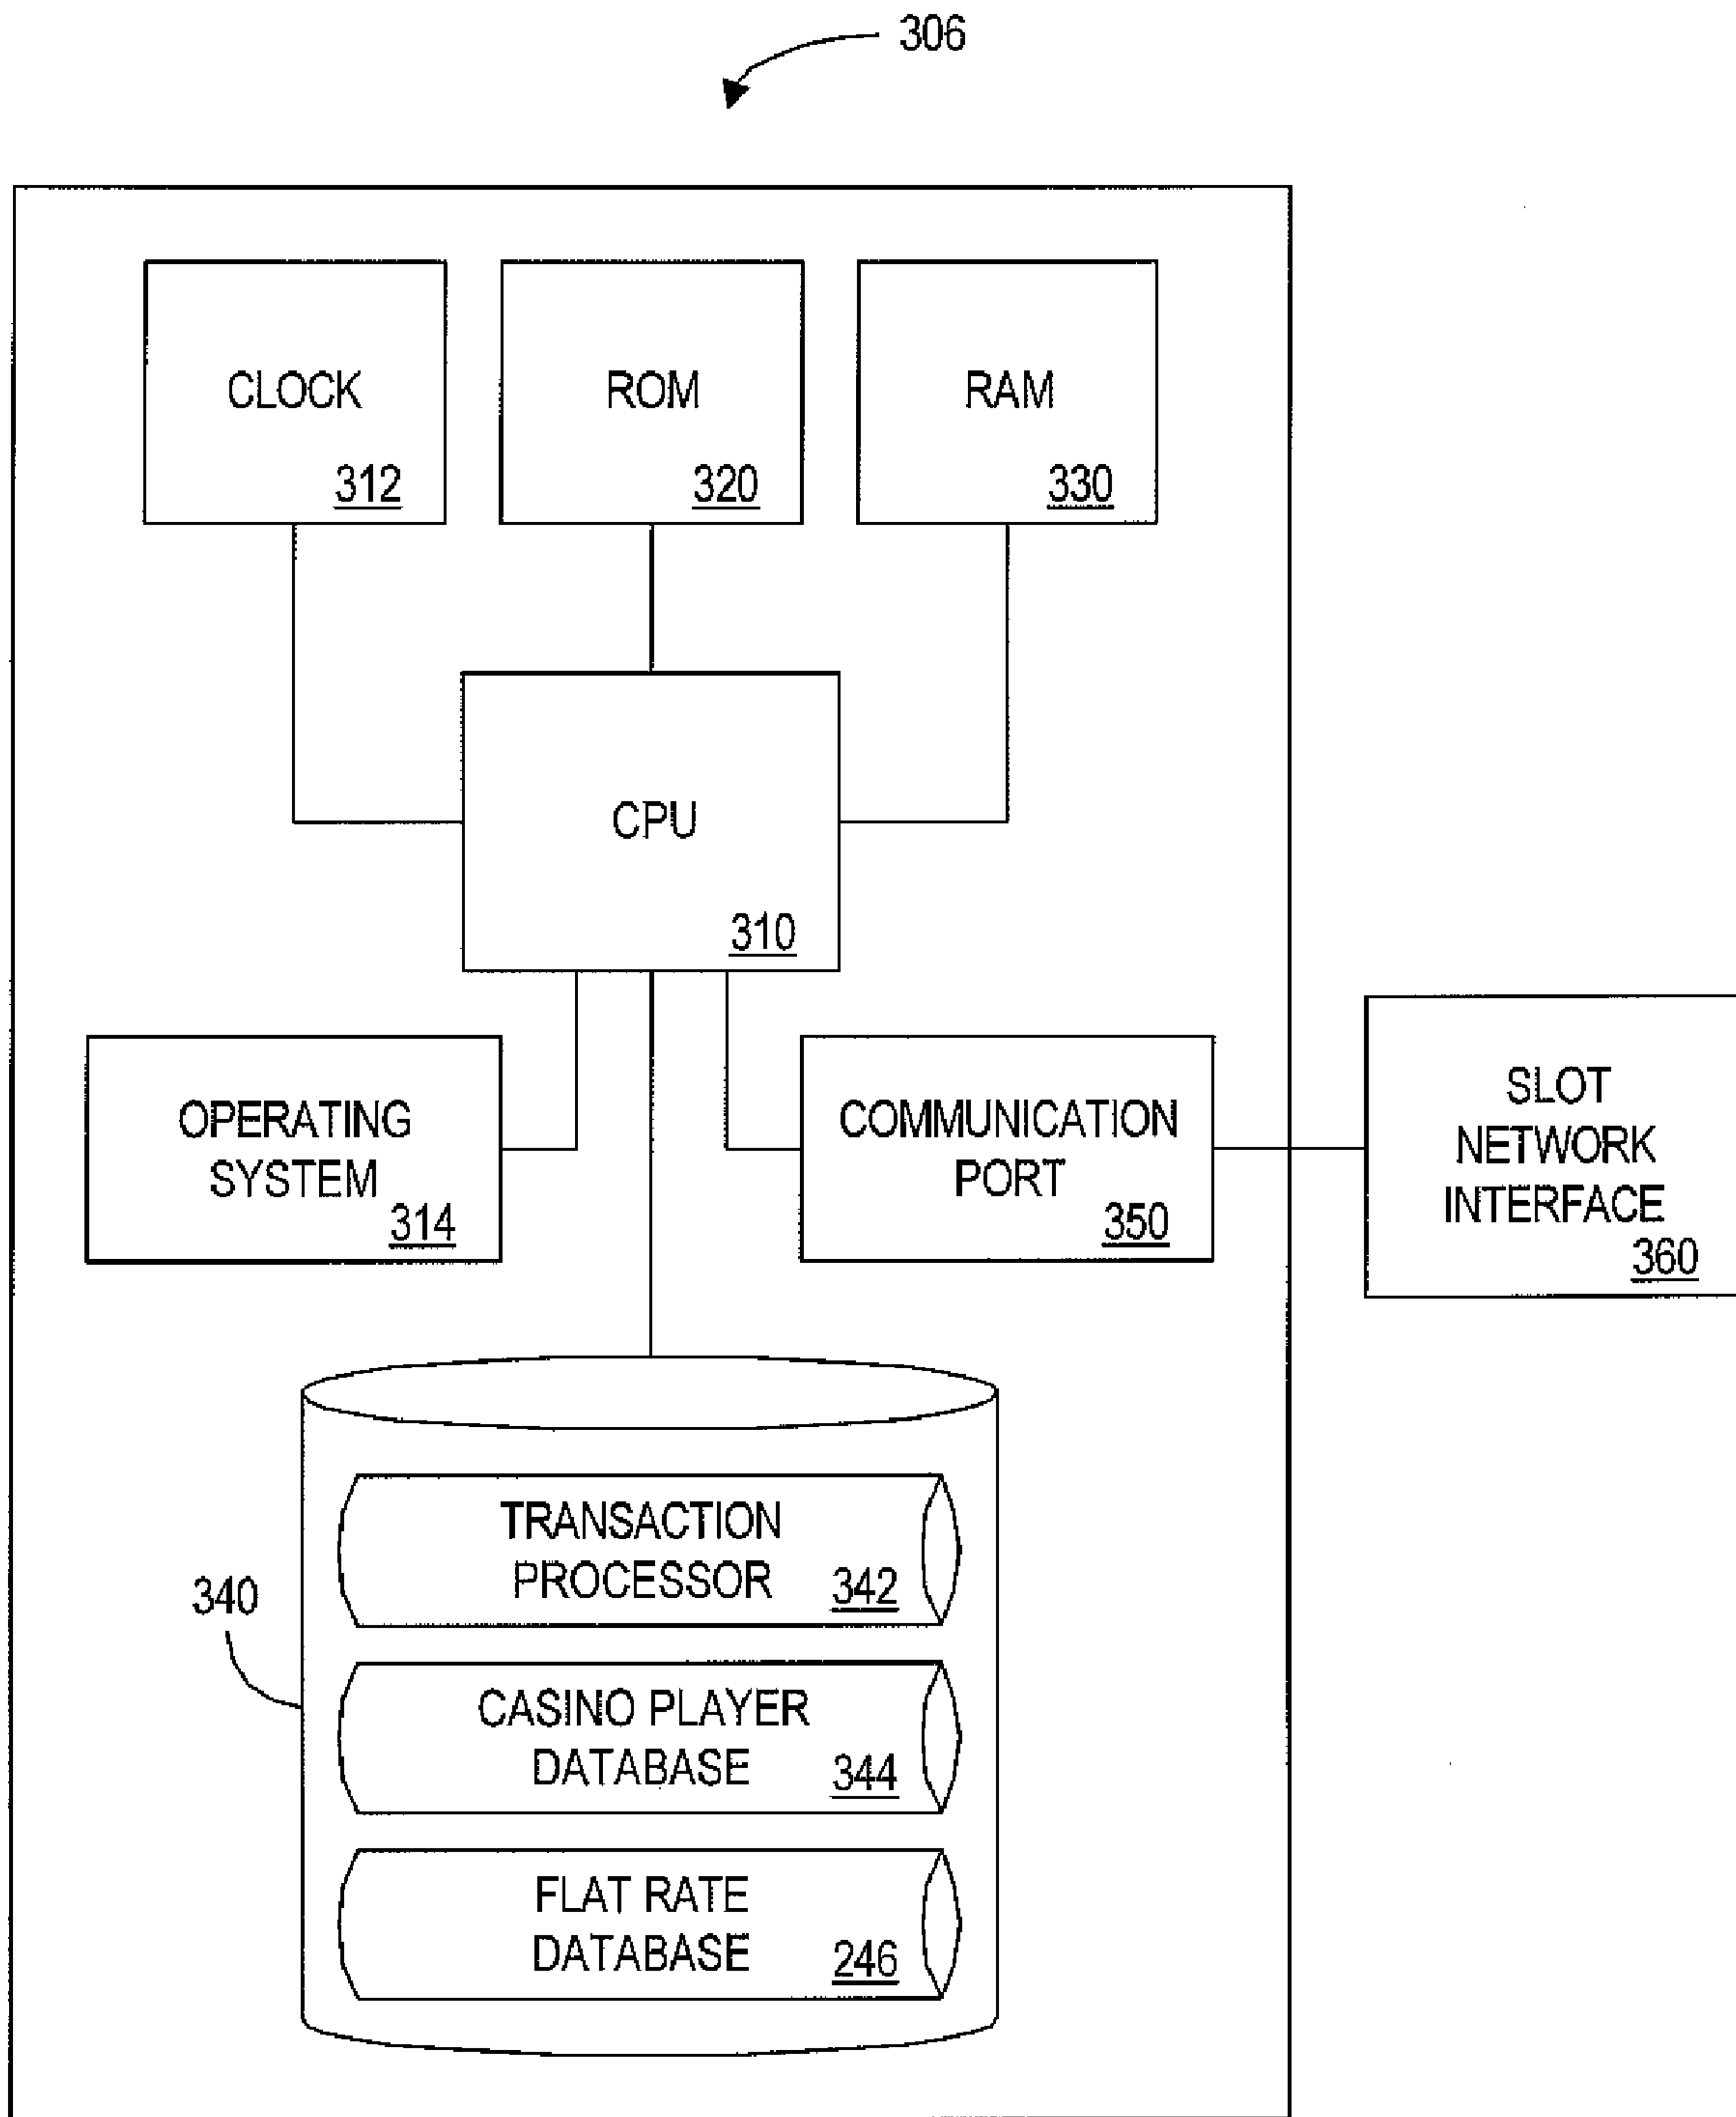 306
CLOCK
312
ROM
320
RAM
330
CPU
310
OPERATING
SYSTEM
314
COMMUNICATION
PORT
350
SLOT
NETWORK
INTERFACE
360
340
TRANSACTION
PROCESSOR
342
CASINO PLAYER
DATABASE
344
FLAT RATE
DATABASE
246